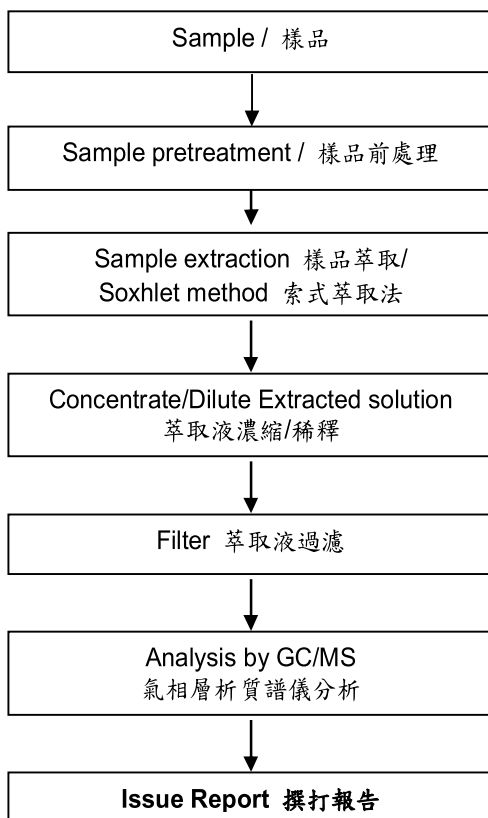 Sample / 樣品
Sample pretreatment / 樣品前處理
Sample extraction 樣品萃取/
Soxhlet method 索式萃取法
Concentrate/Dilute Extracted solution
萃取液濃縮/稀釋
Filter 萃取液過濾
Analysis by GC/MS
氣相層析質譜儀分析
Issue Report 撰打報告